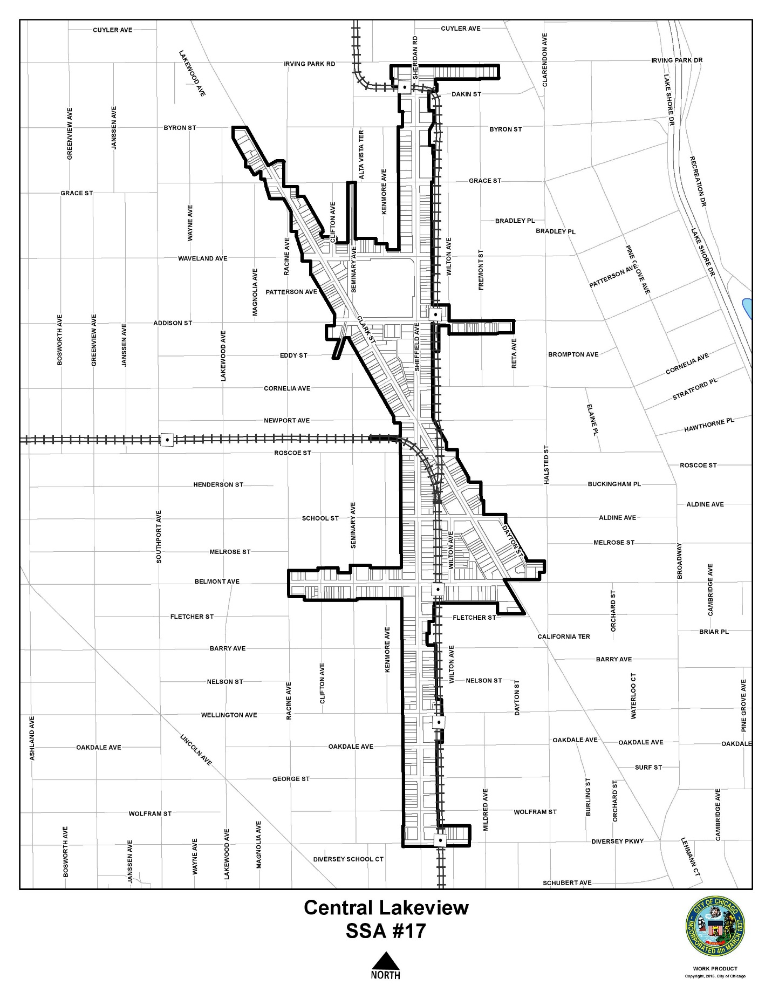 CUYLER AVE
CUYLER AVE
SHERIDAN RD
CLARENDON AVE
LAKEWOOD AVE
IRVING PARK RD
IRVING PARK DR
LAKE SHORE DR
DAKIN ST
GREENVIEW AVE
JANSSEN AVE
BYRON ST
ALTA VISTA TER
BYRON ST
RECREATION DR
KENMORE AVE
GRACE ST
GRACE ST
WAYNE AVE
CLIFTON AVE
BRADLEY PL
BRADLEY PL
LAKE SHORE DR
RACINE AVE
WAVELAND AVE
SEMINARY AVE
WILTON AVE
FREMONT ST
PINE GROVE AVE
PATTERSON AVE
MAGNOLIA AVE
PATTERSON AVE
BOSWORTH AVE
GREENVIEW AVE
JANSSEN AVE
ADDISON ST
LAKEWOOD AVE
CLARK ST
SHEFFIELD AVE
RETA AVE
EDDY ST
BROMPTON AVE
CORNELIA AVE
CORNELIA AVE
STRATFORD PL
NEWPORT AVE
ELAINE PL
HAWTHORNE PL
ROSCOE ST
HALSTED ST
ROSCOE ST
HENDERSON ST
BUCKINGHAM PL
SOUTHPORT AVE
SEMINARY AVE
ALDINE AVE
SCHOOL ST
ALDINE AVE
WILTON AVE
DAYTON ST
MELROSE ST
MELROSE ST
BROADWAY
CAMBRIDGE AVE
BELMONT AVE
ORCHARD ST
FLETCHER ST
FLETCHER ST
BRIAR PL
CALIFORNIA TER
BARRY AVE
KENMORE AVE
WILTON AVE
BARRY AVE
CLIFTON AVE
NELSON ST
NELSON ST
RACINE AVE
DAYTON ST
WATERLOO CT
PINE GROVE AVE
ASHLAND AVE
WELLINGTON AVE
LINCOLN AVE
OAKDALE AVE
OAKDALE AVE
OAKDALE AVE
OAKDALE AVE
OAKDALE
SURF ST
GEORGE ST
MILDRED AVE
BURLING ST
ORCHARD ST
CAMBRIDGE AVE
WOLFRAM ST
WOLFRAM ST
BOSWORTH AVE
JANSSEN AVE
WAYNE AVE
LAKEWOOD AVE
MAGNOLIA AVE
DIVERSEY PKWY
LEHMANN CT
DIVERSEY SCHOOL CT
SCHUBERT AVE
Central Lakeview
SSA #17
NORTH
CITY OF CHICAGO
INCORPORATED 4th MARCH 1837
WORK PRODUCT
Copyright, 2015, City of Chicago